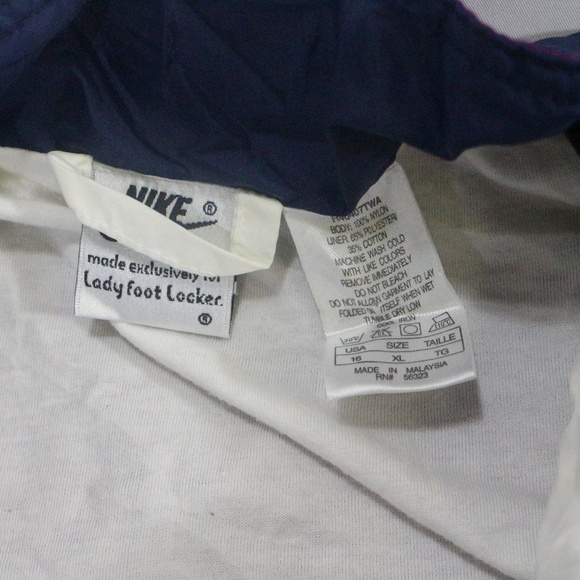 NIKE ®
made exclusively for
Lady Foot Locker.
®
BODY: 100% NYLON
LINER: 65% POLYESTER/
35% COTTON
MACHINE WASH COLD
WITH LIKE COLORS
REMOVE IMMEDIATELY
DO NOT BLEACH
DO NOT ALLOW GARMENT TO LAY
FOLDED ON ITSELF WHEN WET
TUMBLE DRY LOW
COOL IRON
USA SIZE TAILLE
16 XL TG
MADE IN MALAYSIA
RN# 56323